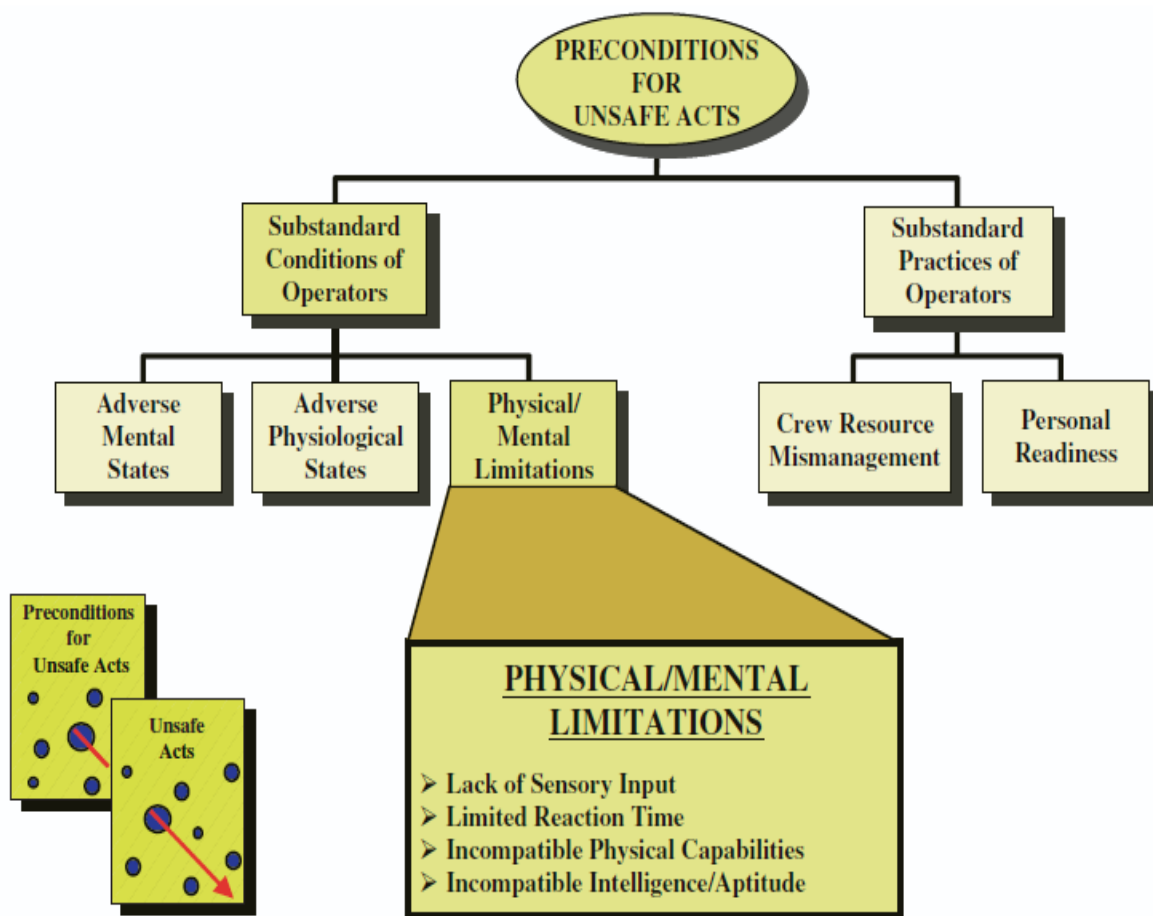 PRECONDITIONS
FOR
UNSAFE ACTS
Substandard
Conditions of
Operators
Substandard
Practices of
Operators
Adverse
Mental
States
Adverse
Physiological
States
Physical/
Mental
Limitations
Crew Resource
Mismanagement
Personal
Readiness
Preconditions
for
Unsafe Acts
Unsafe
Acts
PHYSICAL/MENTAL
LIMITATIONS
➢ Lack of Sensory Input
➢ Limited Reaction Time
➢ Incompatible Physical Capabilities
➢ Incompatible Intelligence/Aptitude